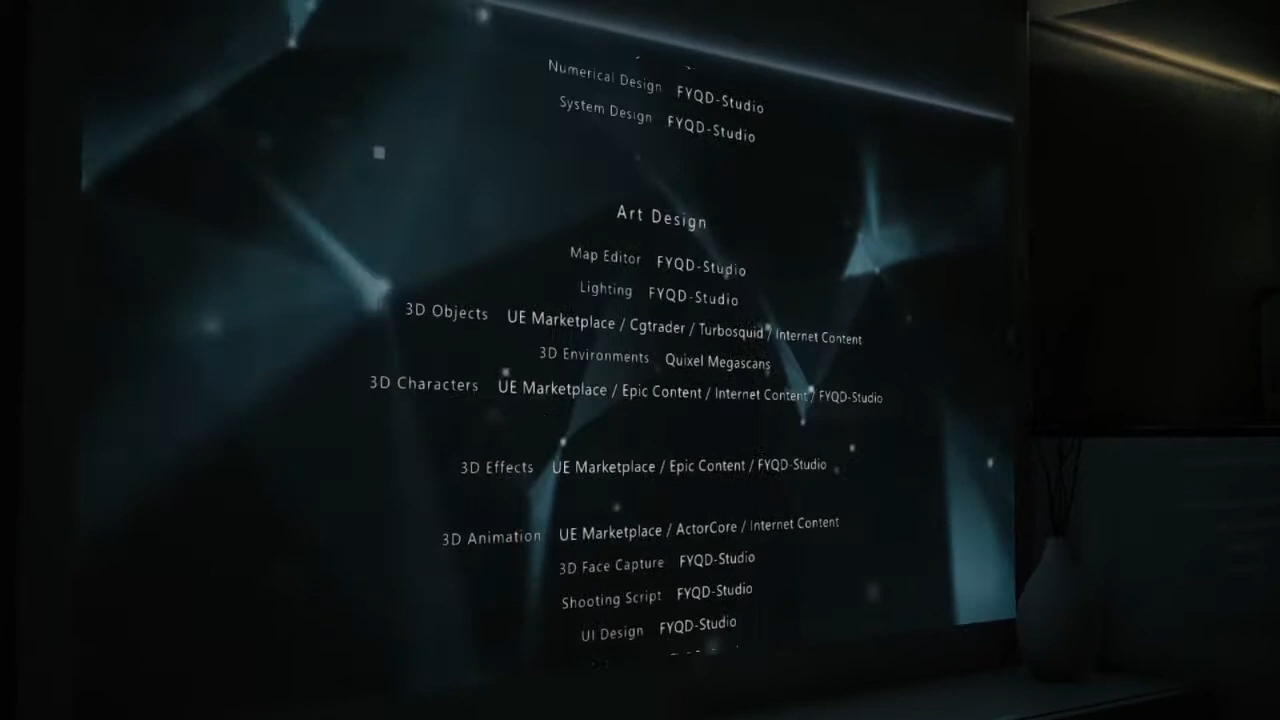 Numerical Design FYQD-Studio
System Design FYQD-Studio
Art Design
Map Editor FYQD-Studio
Lighting FYQD-Studio
3D Objects UE Marketplace / Cgtrader / Turbosquid / Internet Content
3D Environments Quixel Megascans
3D Characters UE Marketplace / Epic Content / Internet Content / FYQD-Studio
3D Effects UE Marketplace / Epic Content / FYQD-Studio
3D Animation UE Marketplace / ActorCore / Internet Content
3D Face Capture FYQD-Studio
Shooting Script FYQD-Studio
UI Design FYQD-Studio